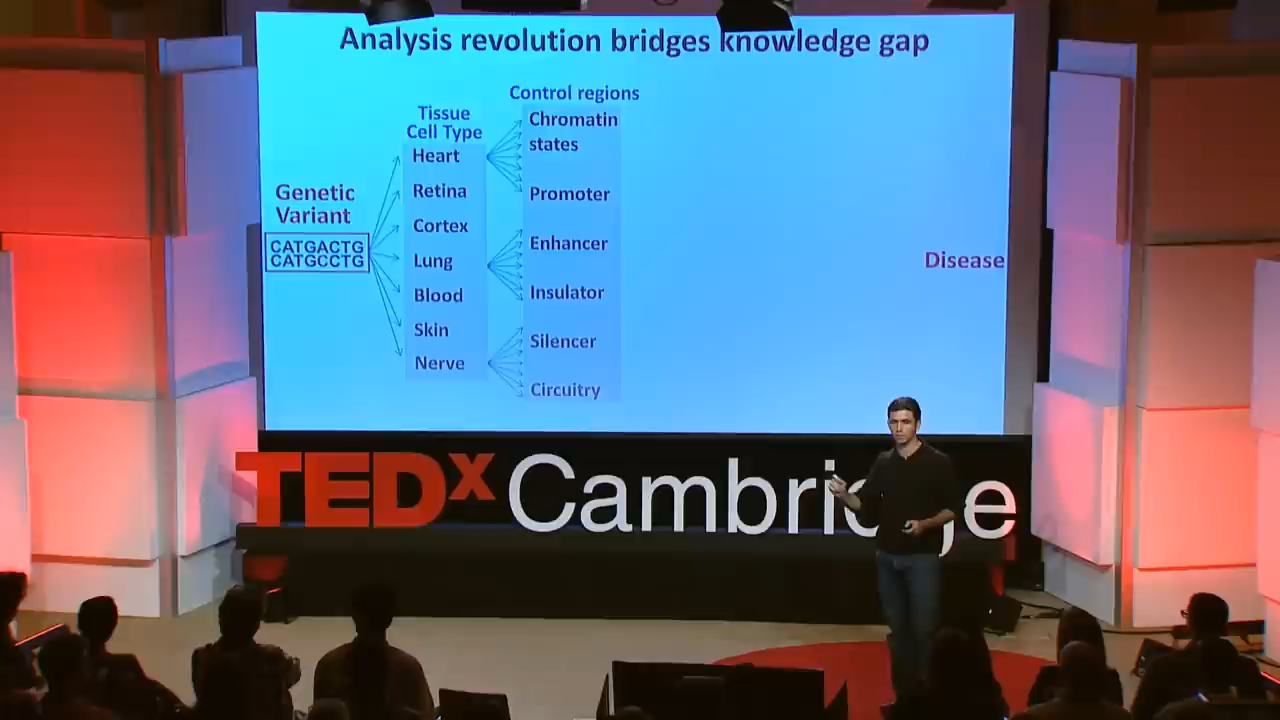 Analysis revolution bridges knowledge gap
Control regions
Tissue
Cell Type
Chromatin
states
Heart
Retina
Cortex
Lung
Blood
Skin
Nerve
Promoter
Enhancer
Insulator
Silencer
Circuitry
Genetic
Variant
CATGACTG
CATGCCTG
Disease
TEDx Cambridge